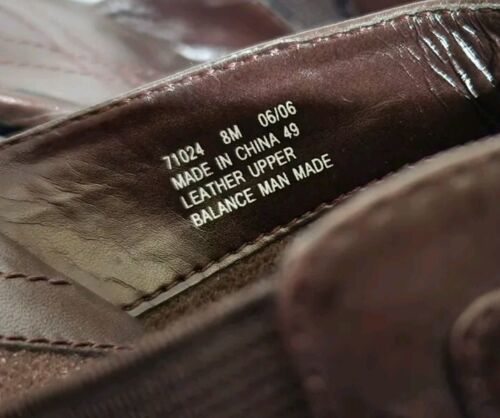 71024 8M 06/06
MADE IN CHINA 49
LEATHER UPPER
BALANCE MAN MADE